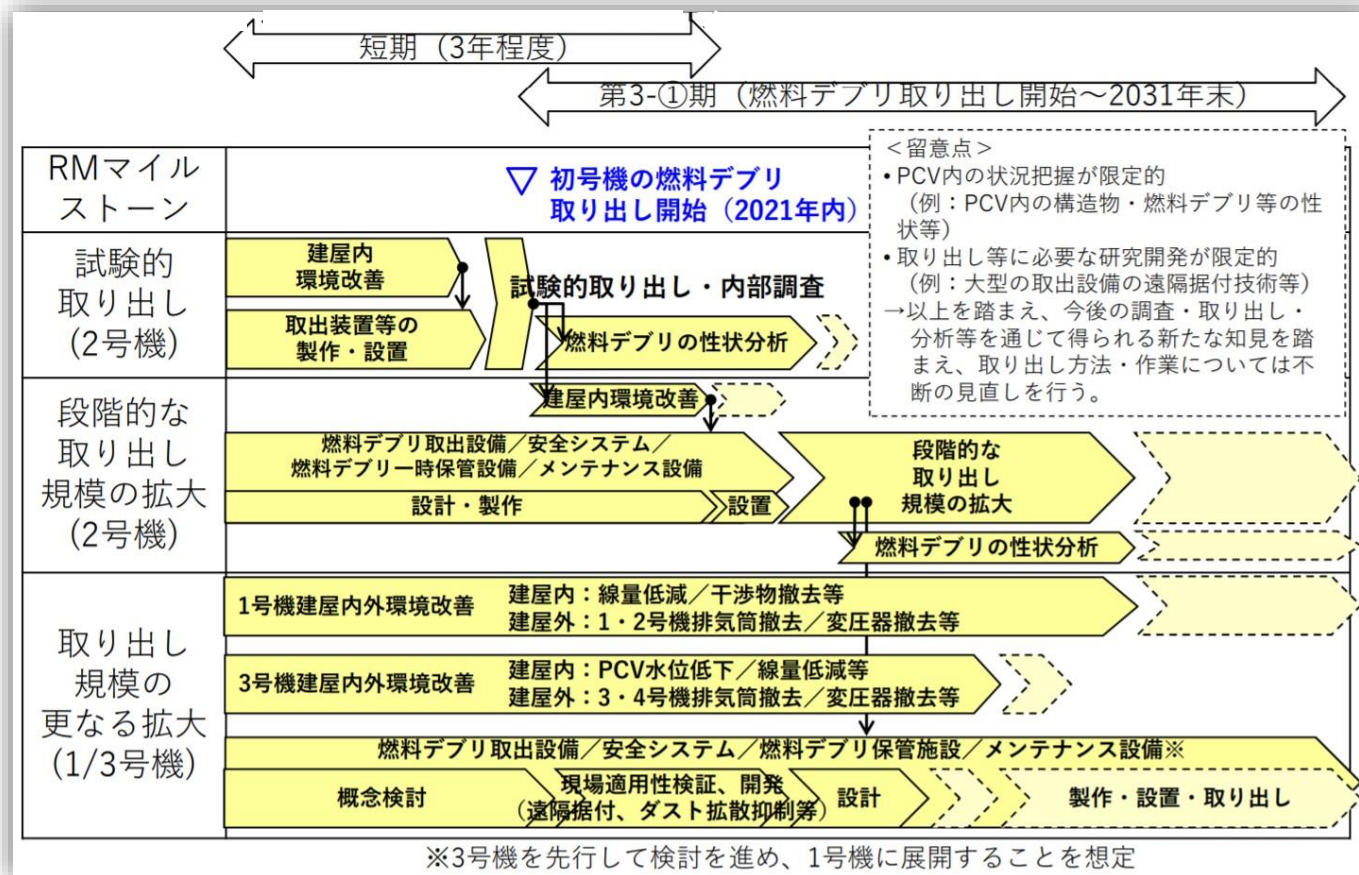 短期（3年程度）
第3-①期（燃料デブリ取り出し開始～2031年末）
RMマイル
ストーン
▽ 初号機の燃料デブリ
取り出し開始（2021年内）
＜留意点＞
•PCV内の状況把握が限定的
（例：PCV内の構造物・燃料デブリ等の性
状等）
•取り出し等に必要な研究開発が限定的
（例：大型の取出設備の遠隔据付技術等）
→以上を踏まえ、今後の調査・取り出し・
分析等を通じて得られる新たな知見を踏
まえ、取り出し方法・作業については不
断の見直しを行う。
試験的
取り出し
(2号機)
建屋内
環境改善
取出装置等の
製作・設置
試験的取り出し・内部調査
燃料デブリの性状分析
段階的な
取り出し
規模の拡大
(2号機)
建屋内環境改善
燃料デブリ取出設備／安全システム／
燃料デブリ一時保管設備／メンテナンス設備
設計・製作
設置
段階的な
取り出し
規模の拡大
燃料デブリの性状分析
取り出し
規模の
更なる拡大
(1/3号機)
1号機建屋内外環境改善
建屋内：線量低減／干渉物撤去等
建屋外：1・2号機排気筒撤去／変圧器撤去等
3号機建屋内外環境改善
建屋内：PCV水位低下／線量低減等
建屋外：3・4号機排気筒撤去／変圧器撤去等
燃料デブリ取出設備／安全システム／燃料デブリ保管施設／メンテナンス設備※
概念検討
現場適用性検証、開発
（遠隔据付、ダスト拡散抑制等）
設計
製作・設置・取り出し
※3号機を先行して検討を進め、1号機に展開することを想定